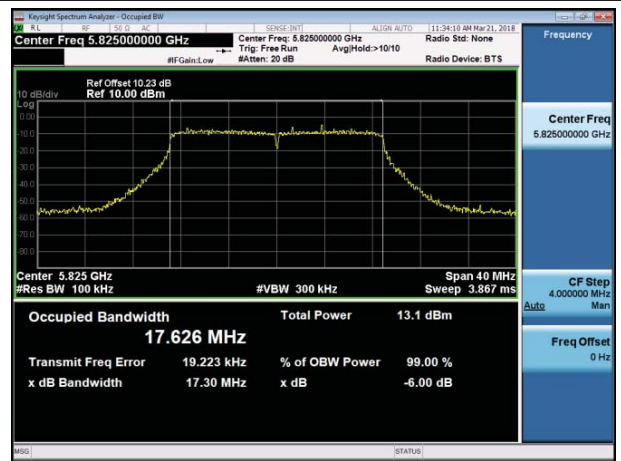 Keysight Spectrum Analyzer - Occupied BW
RL RF 50 Ω AC SENSE:INT ALIGN AUTO 11:34:10 AM Mar 21, 2018
Center Freq 5.825000000 GHz Center Freq: 5.825000000 GHz Radio Std: None Frequency
Trig: Free Run Avg|Hold:>10/10
#IFGain:Low #Atten: 20 dB Radio Device: BTS
Ref Offset 10.23 dB
10 dB/div Ref 10.00 dBm
Log
0.00
-10.0
-20.0
-30.0
-40.0
-50.0
-60.0
-70.0
-80.0
Center Freq
5.825000000 GHz
Center 5.825 GHz Span 40 MHz
#Res BW 100 kHz #VBW 300 kHz Sweep 3.867 ms
CF Step
4.000000 MHz
Auto Man
Occupied Bandwidth Total Power 13.1 dBm
17.626 MHz
Freq Offset
0 Hz
Transmit Freq Error 19.223 kHz % of OBW Power 99.00 %
x dB Bandwidth 17.30 MHz x dB -6.00 dB
MSG STATUS